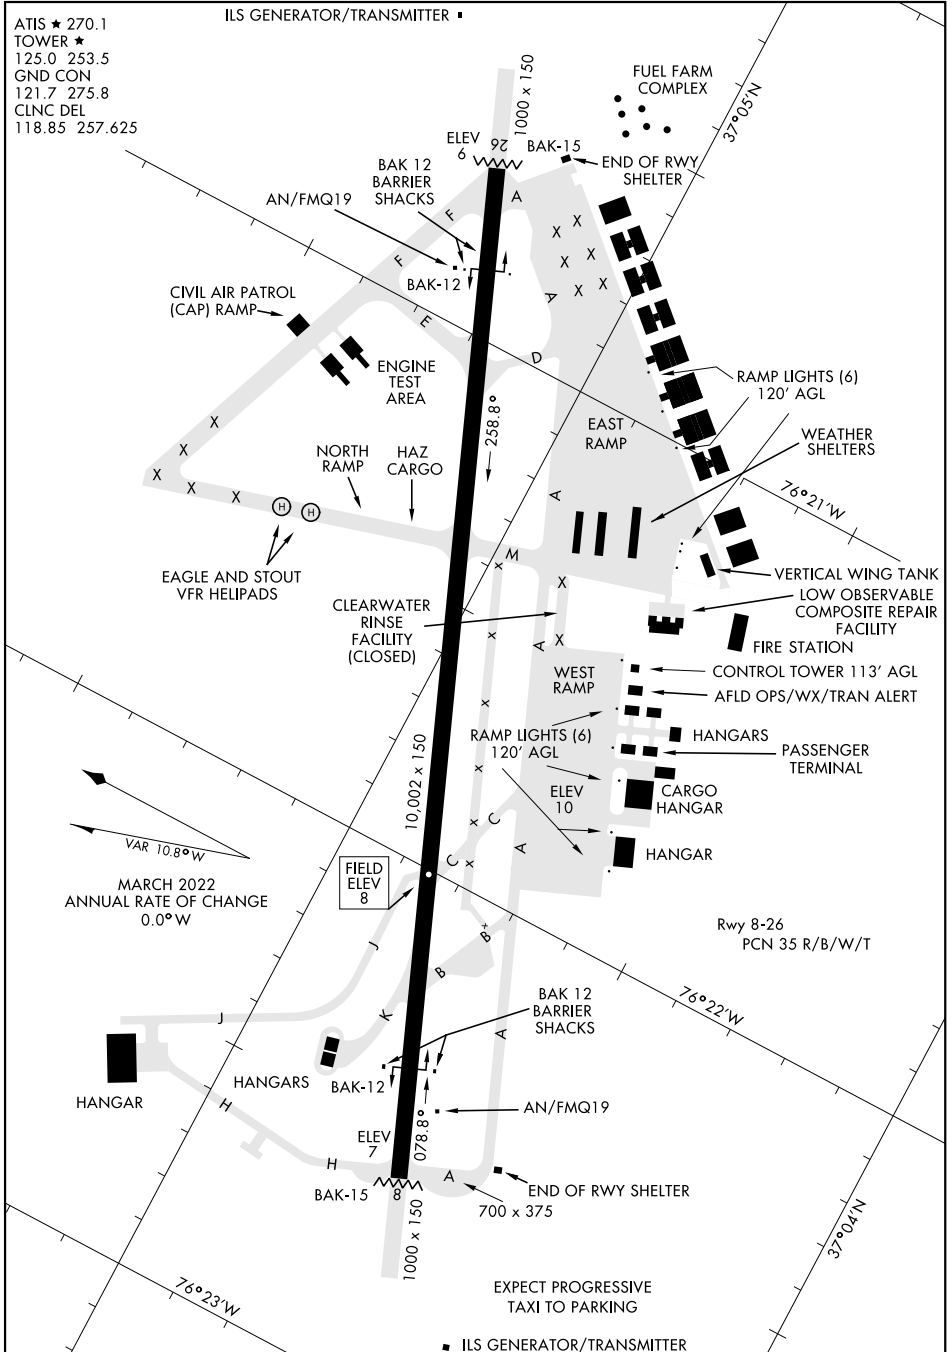 ILS GENERATOR/TRANSMITTER
ATIS ★ 270.1
TOWER ★
125.0 253.5
GND CON
121.7 275.8
CLNC DEL
118.85 257.625
1000 x 150
FUEL FARM
COMPLEX
37°05'N
ELEV
6
26
BAK-15
END OF RWY
SHELTER
BAK 12
BARRIER
SHACKS
AN/FMQ19
A
F
X
X
F
X
X
BAK-12
X
X
A
CIVIL AIR PATROL
(CAP) RAMP
E
D
ENGINE
TEST
AREA
RAMP LIGHTS (6)
120' AGL
258.8°
EAST
RAMP
WEATHER
SHELTERS
X
X
X
X
X
NORTH
RAMP
HAZ
CARGO
76°21'W
A
H
H
EAGLE AND STOUT
VFR HELIPADS
M
x
X
VERTICAL WING TANK
LOW OBSERVABLE
COMPOSITE REPAIR
FACILITY
CLEARWATER
RINSE
FACILITY
(CLOSED)
x
A
X
FIRE STATION
WEST
RAMP
CONTROL TOWER 113' AGL
AFLD OPS/WX/TRAN ALERT
x
RAMP LIGHTS (6)
120' AGL
HANGARS
PASSENGER
TERMINAL
x
10,002 x 150
ELEV
10
CARGO
HANGAR
x
C
A
HANGAR
VAR 10.8° W
C
x
MARCH 2022
ANNUAL RATE OF CHANGE
0.0° W
FIELD
ELEV
8
Rwy 8-26
PCN 35 R/B/W/T
J
B+
B
76°22'W
BAK 12
BARRIER
SHACKS
J
K
A
HANGARS
BAK-12
HANGAR
H
AN/FMQ19
078.8°
ELEV
7
H
A
END OF RWY SHELTER
BAK-15
8
700 x 375
1000 x 150
37°04'N
76°23'W
EXPECT PROGRESSIVE
TAXI TO PARKING
ILS GENERATOR/TRANSMITTER